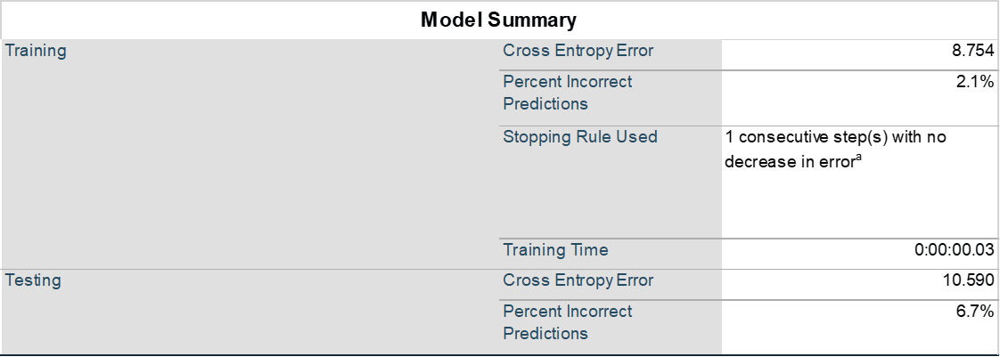 Model Summary
Training
Cross Entropy Error
8.754
Percent Incorrect
Predictions
2.1%
Stopping Rule Used
1 consecutive step(s) with no
decrease in errorᵃ
Training Time
0:00:00.03
Testing
Cross Entropy Error
10.590
Percent Incorrect
Predictions
6.7%